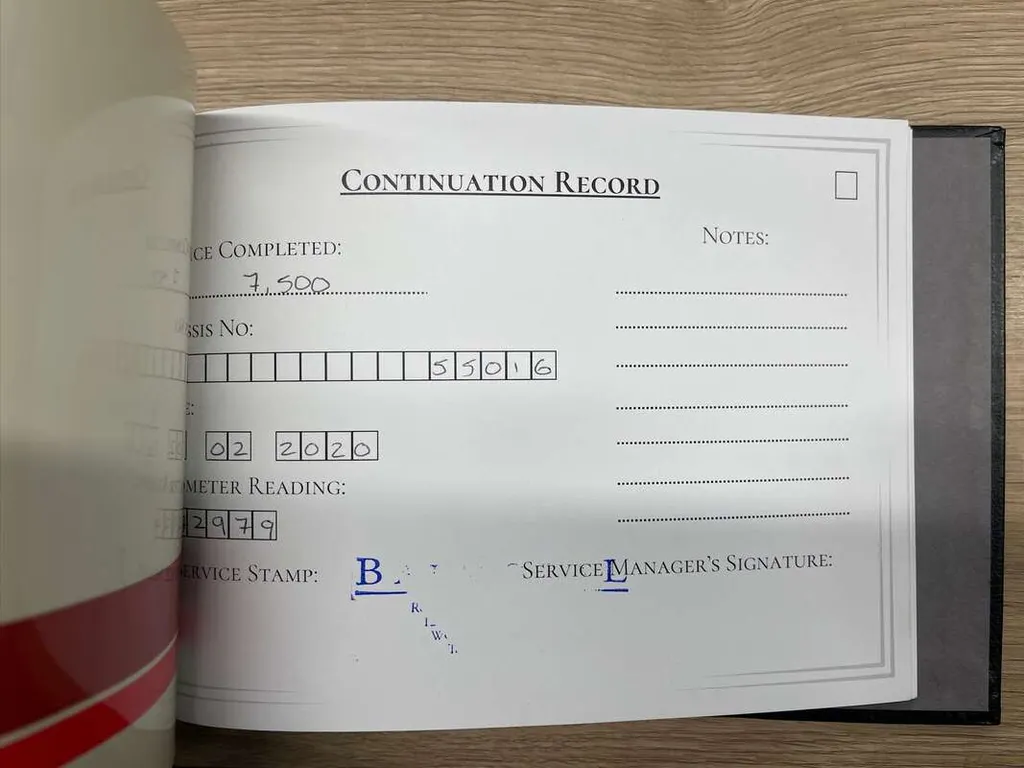 CONTINUATION RECORD
ICE COMPLETED:
7,500
NOTES:
SSIS NO:
55016
E:
02 2020
METER READING:
2979
SERVICE STAMP:
B
SERVICE MANAGER'S SIGNATURE:
L
R.
L
W.
T.